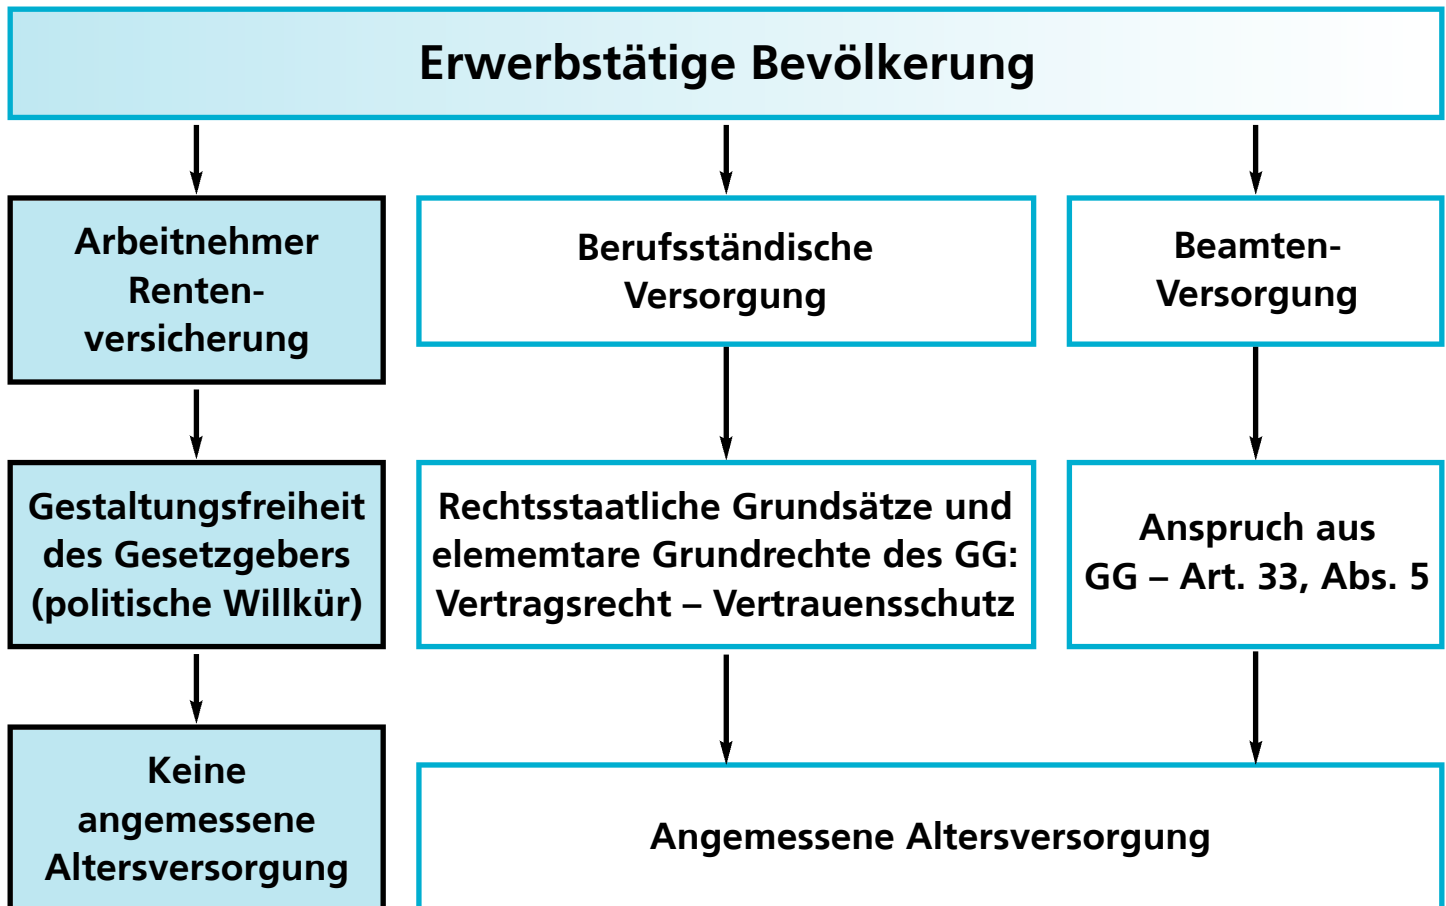 Erwerbstätige Bevölkerung
Arbeitnehmer
Renten-
versicherung
Berufsständische
Versorgung
Beamten-
Versorgung
Gestaltungsfreiheit
des Gesetzgebers
(politische Willkür)
Rechtsstaatliche Grundsätze und
elememtare Grundrechte des GG:
Vertragsrecht – Vertrauensschutz
Anspruch aus
GG – Art. 33, Abs. 5
Keine
angemessene
Altersversorgung
Angemessene Altersversorgung